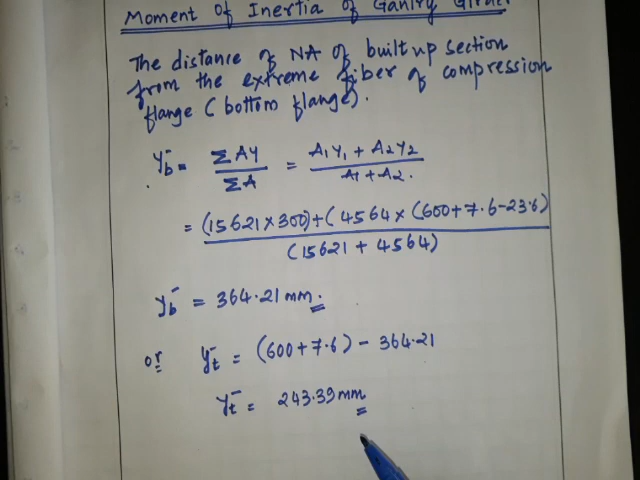 Moment of Inertia of Gantry Girder
The distance of NA of built up section
from the extreme fiber of compression
flange (bottom flange).
ȳb = ΣAY / ΣA = A1Y1 + A2Y2 / A1 + A2.
= (15621×300)+(4564×(600+7.6-23.6) / (15621 + 4564)
ȳb = 364.21 mm.
or ȳt = (600+7.6) - 364.21
ȳt = 243.39mm